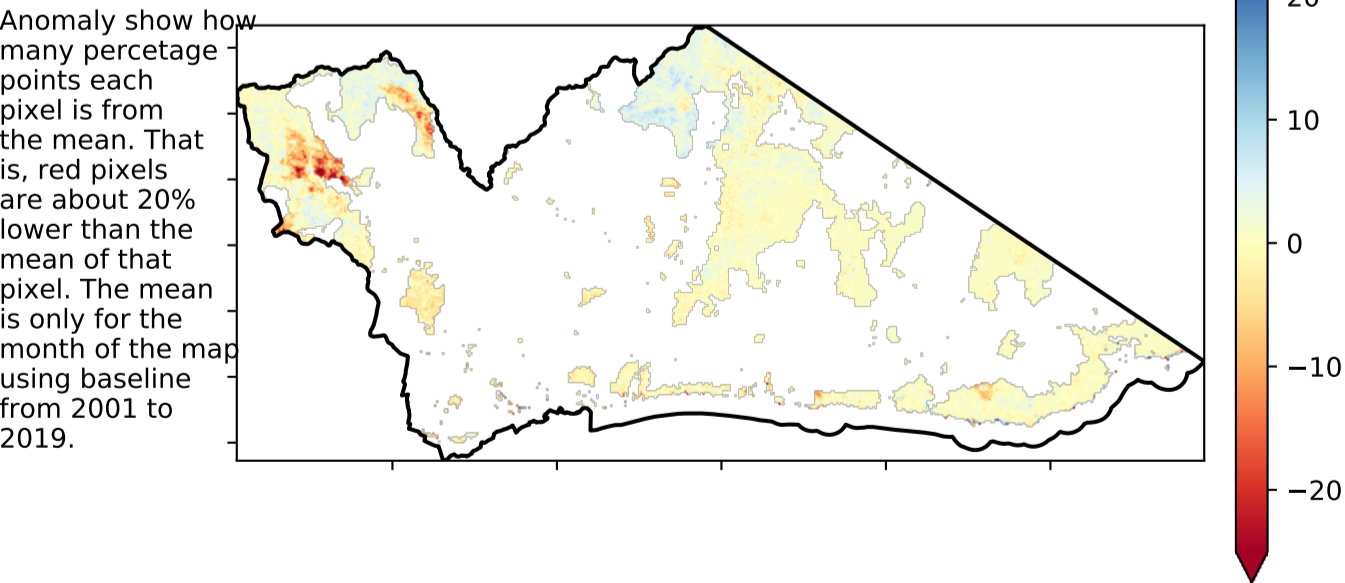 Anomaly show how
many percetage
points each
pixel is from
the mean. That
is, red pixels
are about 20%
lower than the
mean of that
pixel. The mean
is only for the
month of the map
using baseline
from 2001 to
2019.
20
10
0
−10
−20